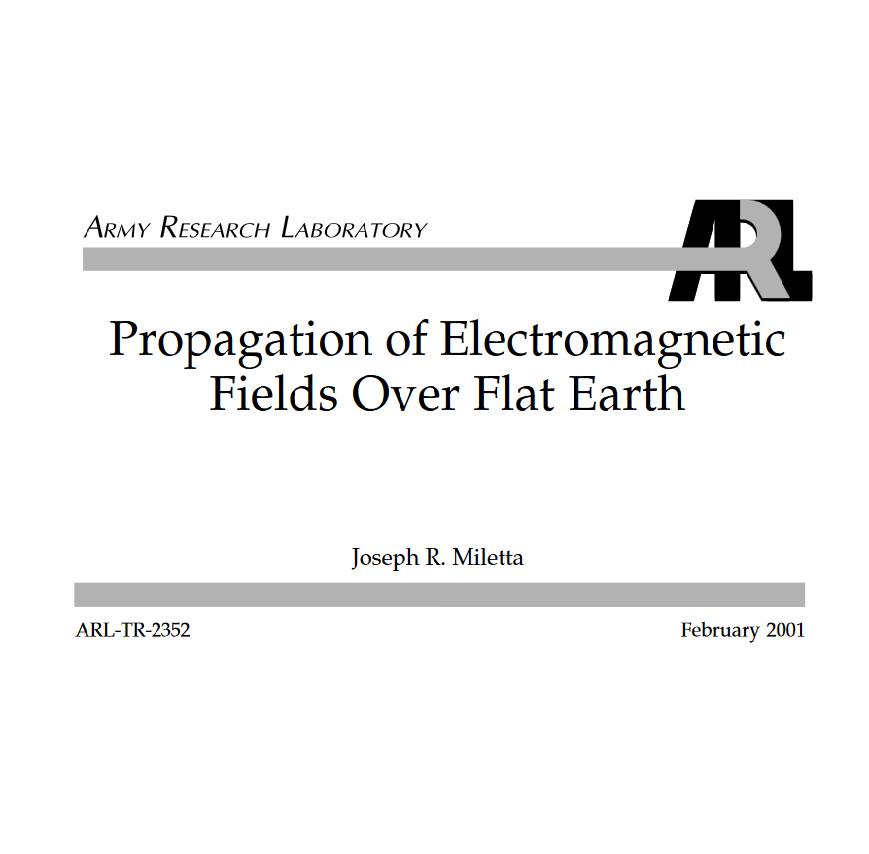 ARMY RESEARCH LABORATORY
ARL
Propagation of Electromagnetic
Fields Over Flat Earth
Joseph R. Miletta
ARL-TR-2352
February 2001